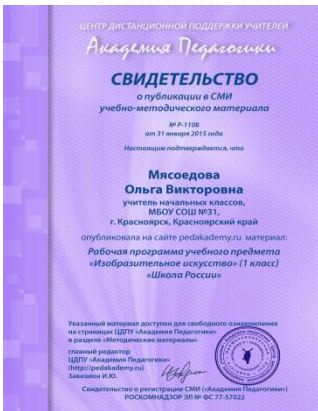 ЦЕНТР ДИСТАНЦИОННОЙ ПОДДЕРЖКИ УЧИТЕЛЕЙ
Академия Педагогики
СВИДЕТЕЛЬСТВО
о публикации в СМИ
учебно-методического материала
№ Р-1108
от 31 января 2015 года
Настоящим подтверждается, что
Мясоедова
Ольга Викторовна
учитель начальных классов,
МБОУ СОШ №31,
г. Красноярск, Красноярский край
опубликовала на сайте pedakademy.ru материал:
Рабочая программа учебного предмета
«Изобразительное искусство» (1 класс)
«Школа России»
Указанный материал доступен для свободного ознакомления
на страницах ЦДПУ «Академия Педагогики»
в разделе «Методические материалы»
главный редактор
ЦДПУ «Академия Педагогики»
(http://pedakademy.ru)
Завизион И.Ю.
Свидетельство о регистрации СМИ («Академия Педагогики»)
РОСКОМНАДЗОР ЭЛ № ФС 77-57022